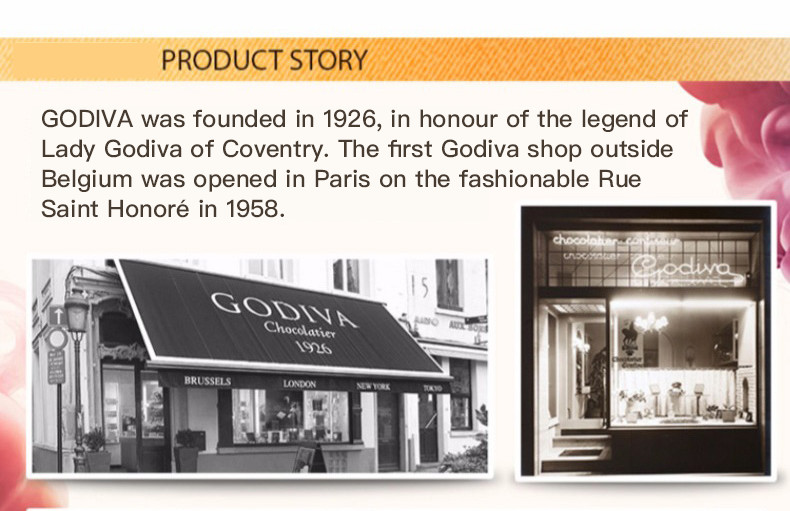 PRODUCT STORY
GODIVA was founded in 1926, in honour of the legend of
Lady Godiva of Coventry. The first Godiva shop outside
Belgium was opened in Paris on the fashionable Rue
Saint Honoré in 1958.
chocolatier confiseur
chocolatier
Godiva
GODIVA
Chocolatier
1926
BRUSSELS LONDON NEW YORK TOKYO